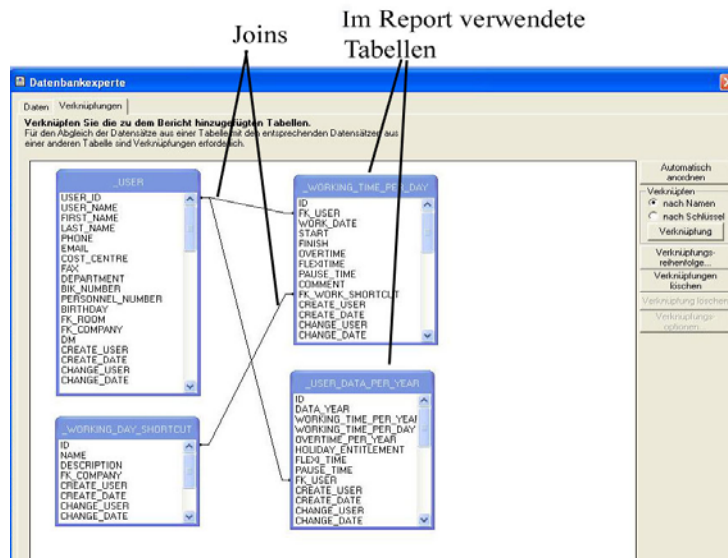 Joins
Im Report verwendete
Tabellen
Datenbankexperte
Daten
Verknüpfungen
Verknüpfen Sie die zu dem Bericht hinzugefügten Tabellen.
Für den Abgleich der Datensätze aus einer Tabelle mit den entsprechenden Datensätzen aus
einer anderen Tabelle sind Verknüpfungen erforderlich.
_USER
USER_ID
USER_NAME
FIRST_NAME
LAST_NAME
PHONE
EMAIL
COST_CENTRE
FAX
DEPARTMENT
BIK_NUMBER
PERSONNEL_NUMBER
BIRTHDAY
FK_ROOM
FK_COMPANY
DM
CREATE_USER
CREATE_DATE
CHANGE_USER
CHANGE_DATE
_WORKING_TIME_PER_DAY
ID
FK_USER
WORK_DATE
START
FINISH
OVERTIME
FLEXITIME
PAUSE_TIME
COMMENT
FK_WORK_SHORTCUT
CREATE_USER
CREATE_DATE
CHANGE_USER
CHANGE_DATE
_WORKING_DAY_SHORTCUT
ID
NAME
DESCRIPTION
FK_COMPANY
CREATE_USER
CREATE_DATE
CHANGE_USER
CHANGE_DATE
_USER_DATA_PER_YEAR
ID
DATA_YEAR
WORKING_TIME_PER_YEAR
WORKING_TIME_PER_DAY
OVERTIME_PER_YEAR
HOLIDAY_ENTITLEMENT
FLEXI_TIME
PAUSE_TIME
FK_USER
CREATE_USER
CREATE_DATE
CHANGE_USER
CHANGE_DATE
Automatisch
anordnen
Verknüpfen
nach Namen
nach Schlüssel
Verknüpfung
Verknüpfungs-
reihenfolge...
Verknüpfungen
löschen
Verknüpfung löschen
Verknüpfungs-
optionen...